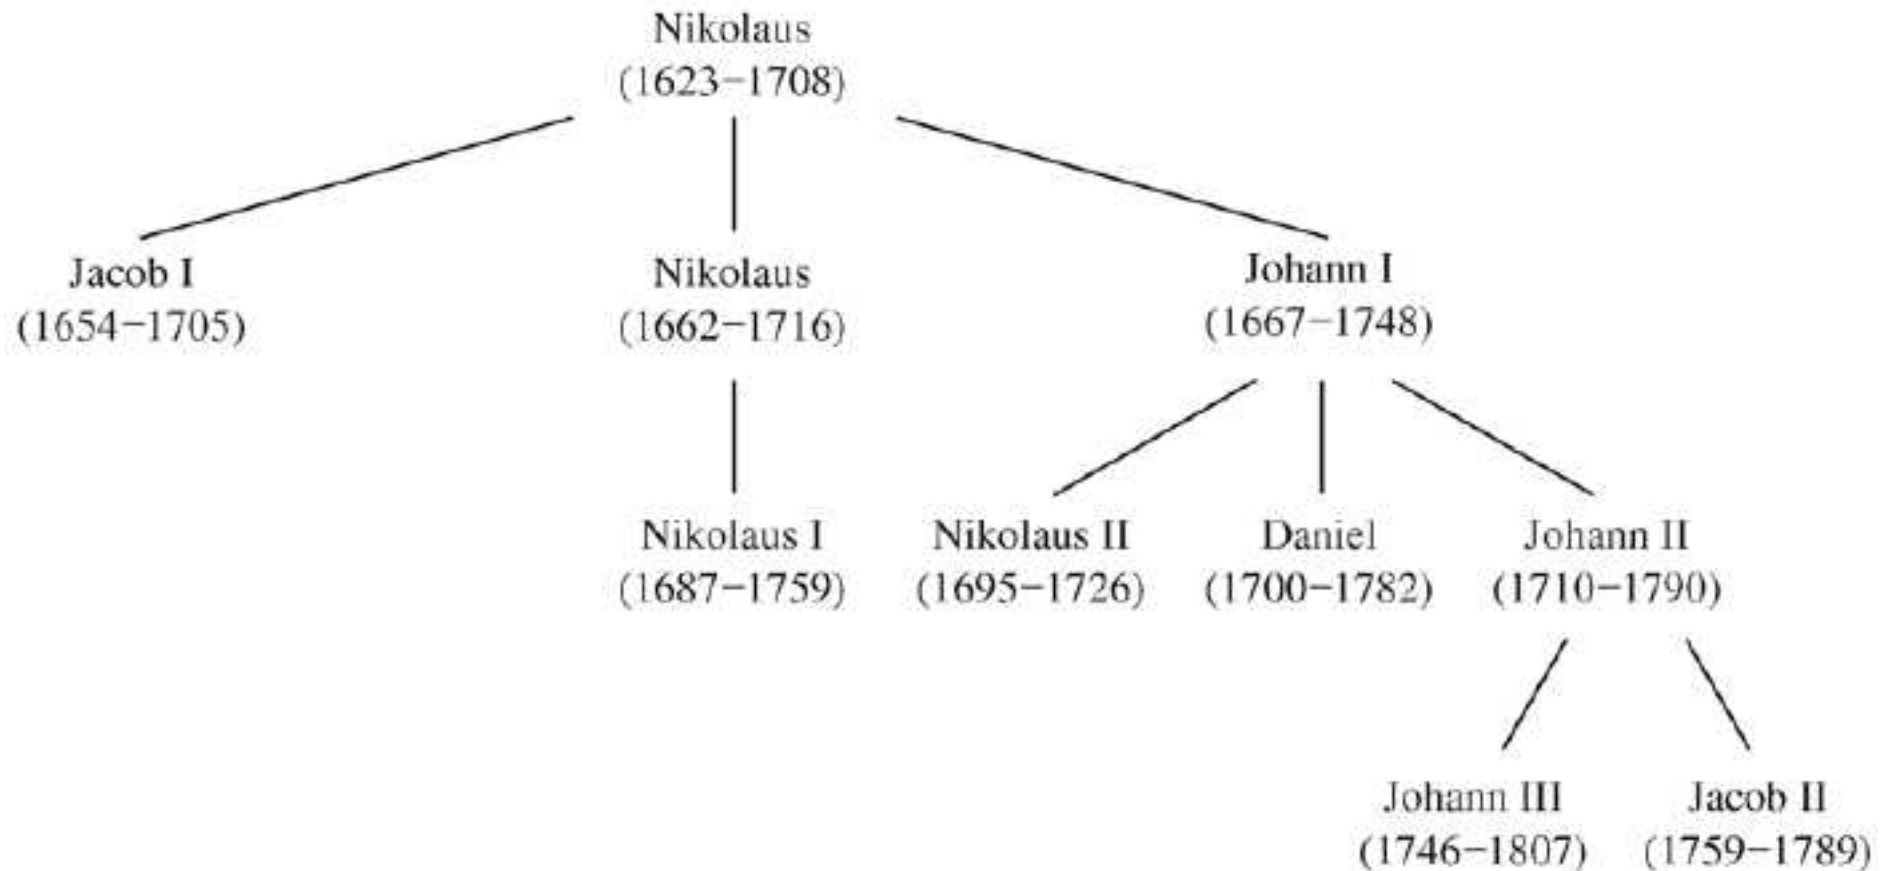 Nikolaus
(1623–1708)
Jacob I
(1654–1705)
Nikolaus
(1662–1716)
Johann I
(1667–1748)
Nikolaus I
(1687–1759)
Nikolaus II
(1695–1726)
Daniel
(1700–1782)
Johann II
(1710–1790)
Johann III
(1746–1807)
Jacob II
(1759–1789)